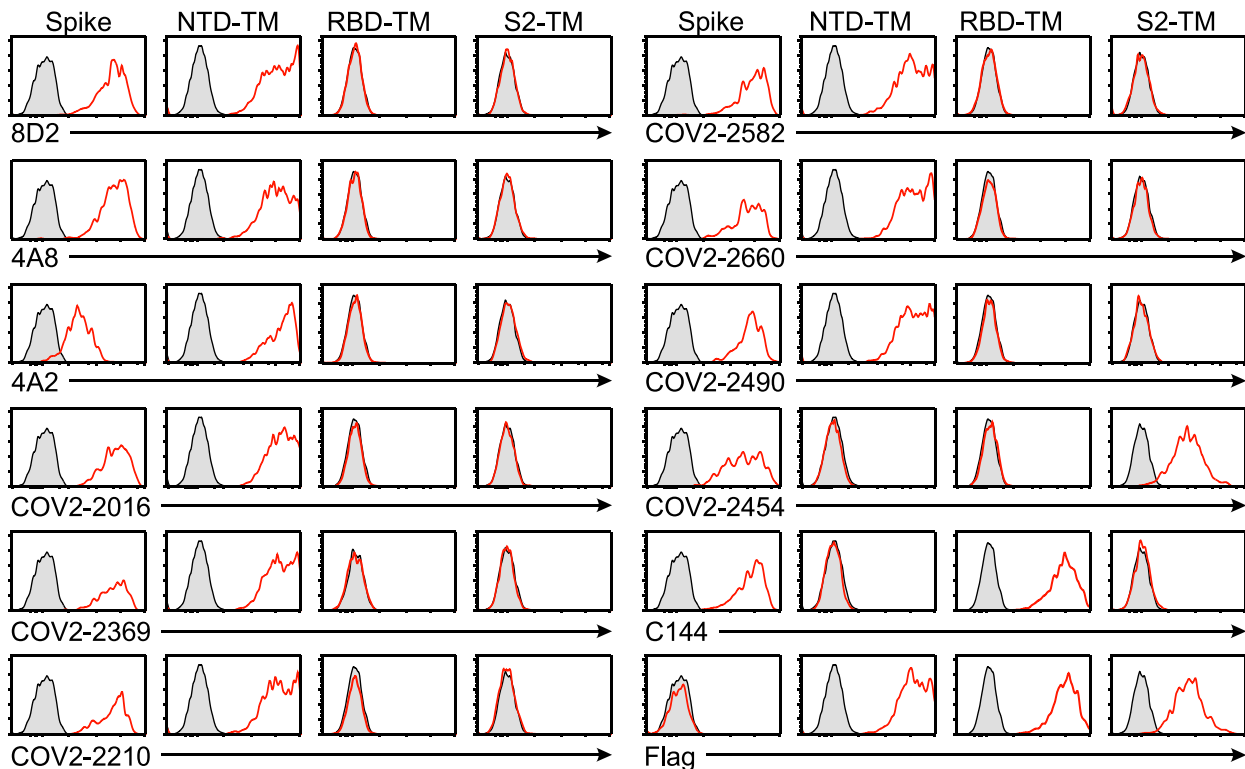 Spike NTD-TM RBD-TM S2-TM Spike NTD-TM RBD-TM S2-TM
8D2 COV2-2582
4A8 COV2-2660
4A2 COV2-2490
COV2-2016 COV2-2454
COV2-2369 C144
COV2-2210 Flag